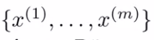 {x^{(1)}, . . . , x^{(m)}}